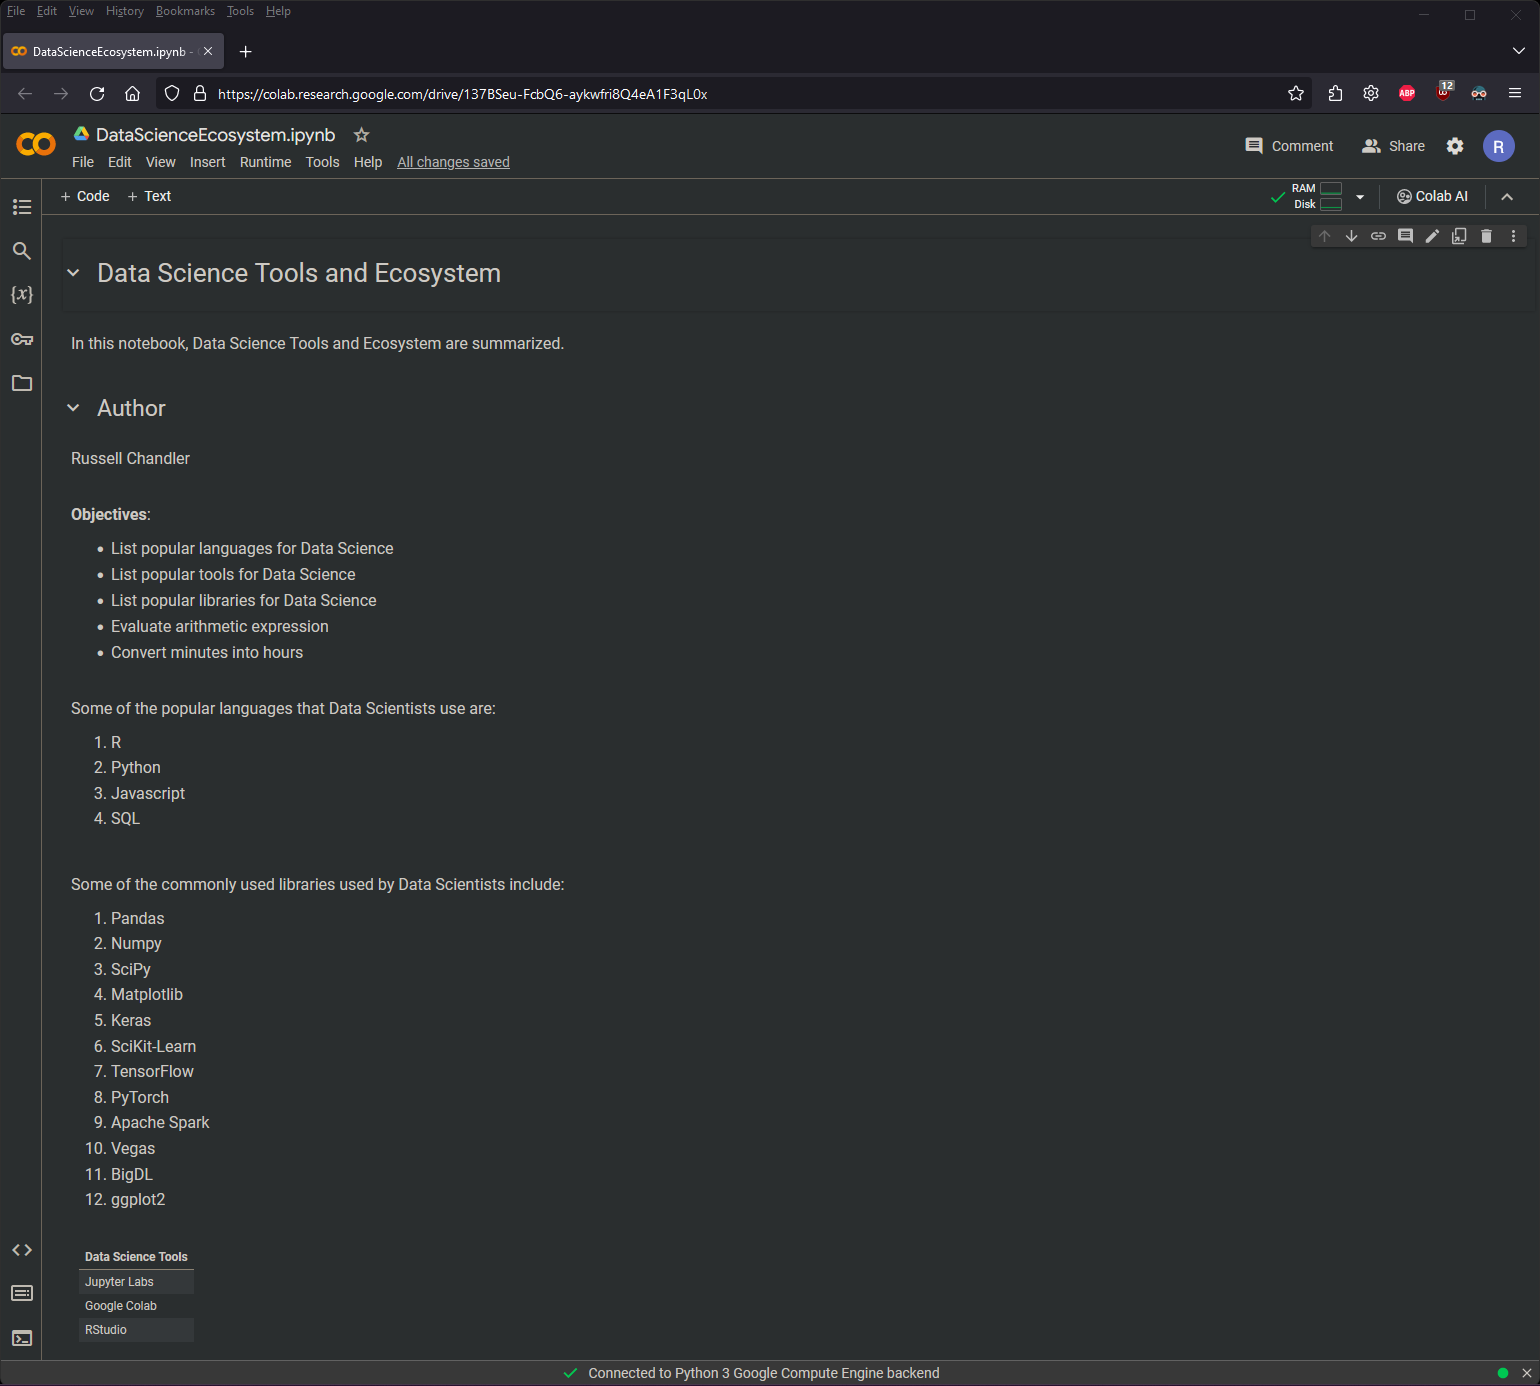 File Edit View History Bookmarks Tools Help
DataScienceEcosystem.ipynb -
https://colab.research.google.com/drive/137BSeu-FcbQ6-aykwfri8Q4eA1F3qL0x
ABP
12
DataScienceEcosystem.ipynb
File Edit View Insert Runtime Tools Help All changes saved
Comment Share R
+ Code + Text
RAM
Disk
Colab AI
Data Science Tools and Ecosystem
{x}
In this notebook, Data Science Tools and Ecosystem are summarized.
Author
Russell Chandler
Objectives:
• List popular languages for Data Science
• List popular tools for Data Science
• List popular libraries for Data Science
• Evaluate arithmetic expression
• Convert minutes into hours
Some of the popular languages that Data Scientists use are:
1. R
2. Python
3. Javascript
4. SQL
Some of the commonly used libraries used by Data Scientists include:
1. Pandas
2. Numpy
3. SciPy
4. Matplotlib
5. Keras
6. SciKit-Learn
7. TensorFlow
8. PyTorch
9. Apache Spark
10. Vegas
11. BigDL
12. ggplot2
Data Science Tools
Jupyter Labs
Google Colab
RStudio
Connected to Python 3 Google Compute Engine backend